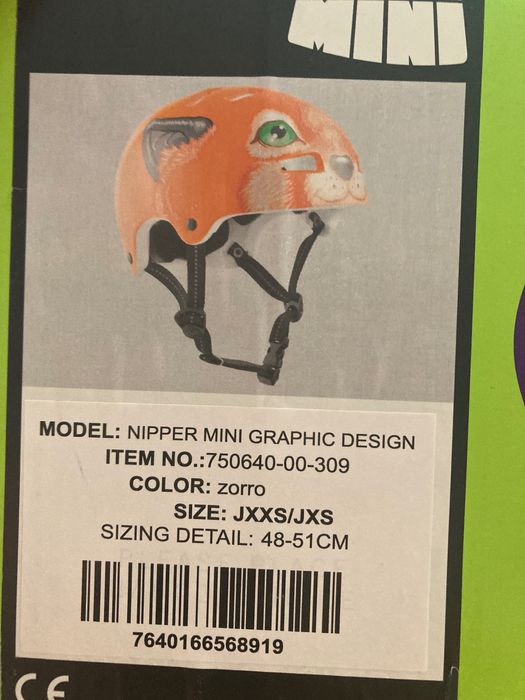 MINI
MODEL: NIPPER MINI GRAPHIC DESIGN
ITEM NO.:750640-00-309
COLOR: zorro
SIZE: JXXS/JXS
SIZING DETAIL: 48-51CM
7640166568919
CE